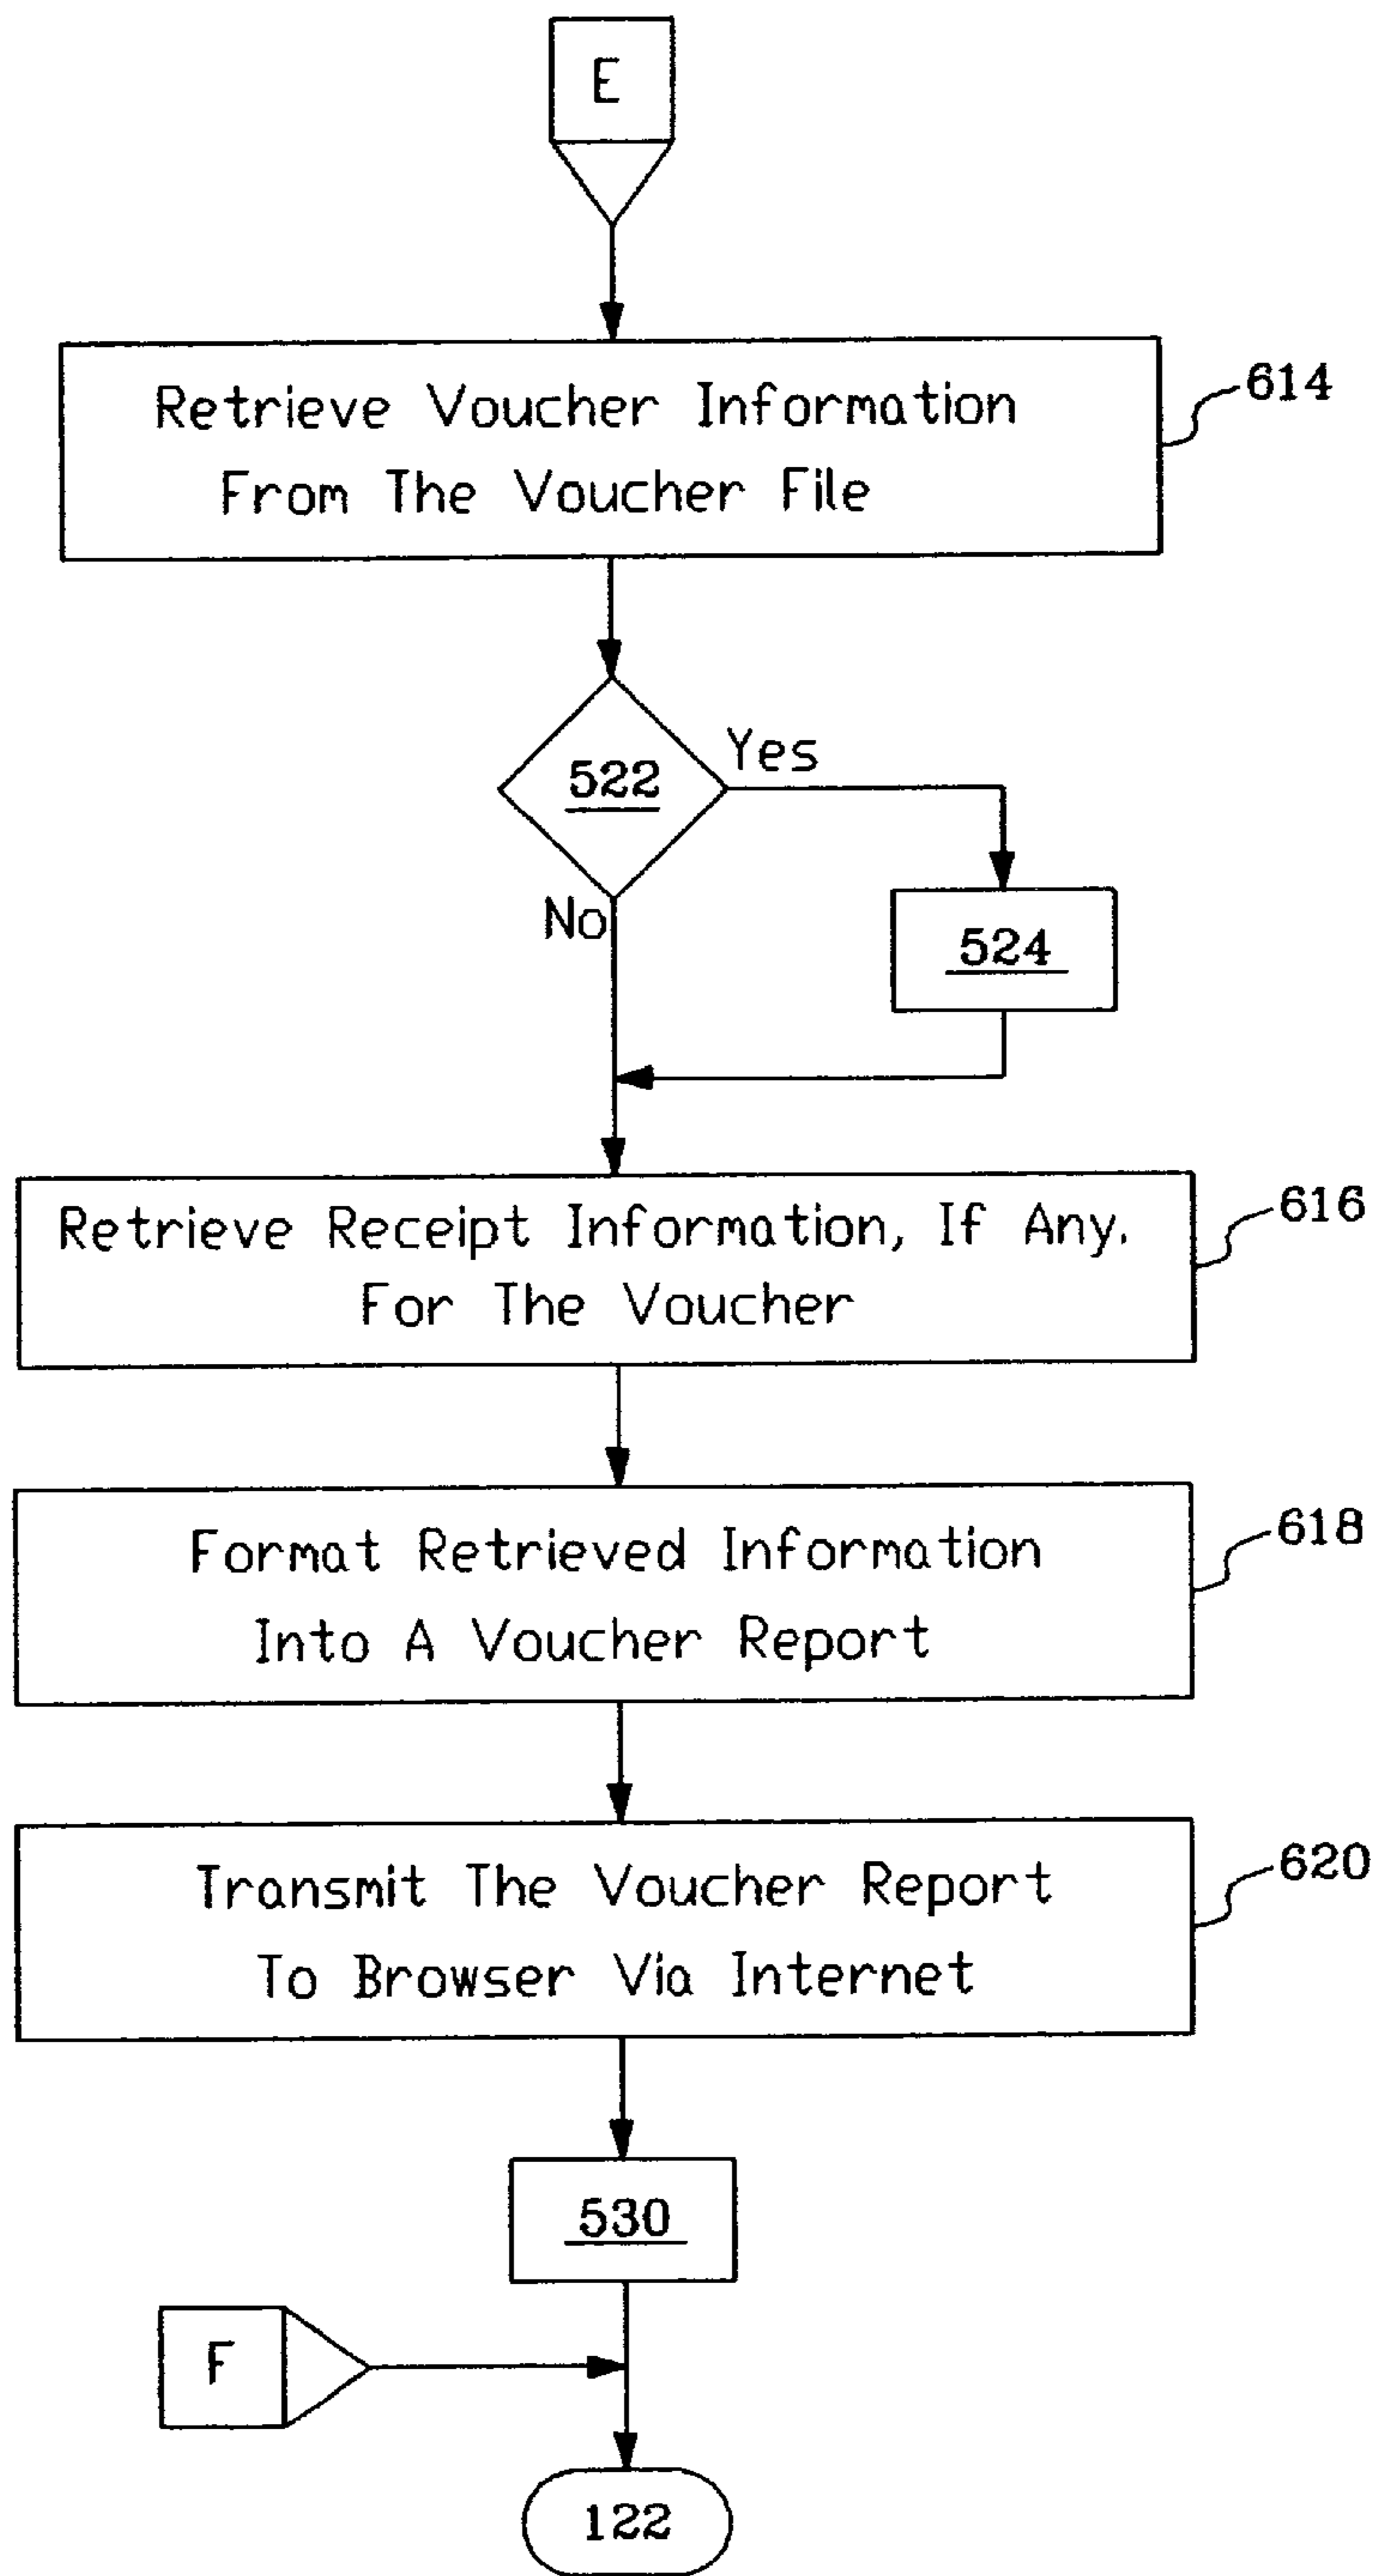 E
Retrieve Voucher Information
From The Voucher File
614
522
Yes
No
524
Retrieve Receipt Information, If Any.
For The Voucher
616
Format Retrieved Information
Into A Voucher Report
618
Transmit The Voucher Report
To Browser Via Internet
620
530
F
122